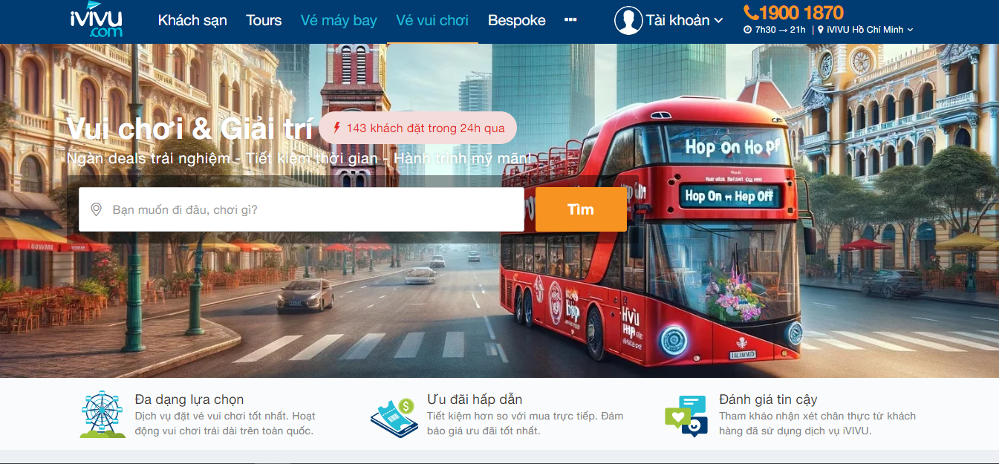 iVIVU
.com
Khách sạn Tours Vé máy bay Vé vui chơi Bespoke ••• Tài khoản
1900 1870
7h30 → 21h | iVIVU Hồ Chí Minh
Vui chơi & Giải trí
143 khách đặt trong 24h qua
Ngàn deals trải nghiệm - Tiết kiệm thời gian - Hành trình mỹ mãn!
Bạn muốn đi đâu, chơi gì?
Tìm
Hop On Ho
Hop On
Hep Off
Đa dạng lựa chọn
Dịch vụ đặt vé vui chơi tốt nhất. Hoạt
động vui chơi trải dài trên toàn quốc.
Ưu đãi hấp dẫn
Tiết kiệm hơn so với mua trực tiếp. Đảm
bảo giá ưu đãi tốt nhất.
Đánh giá tin cậy
Tham khảo nhận xét chân thực từ khách
hàng đã sử dụng dịch vụ iVIVU.